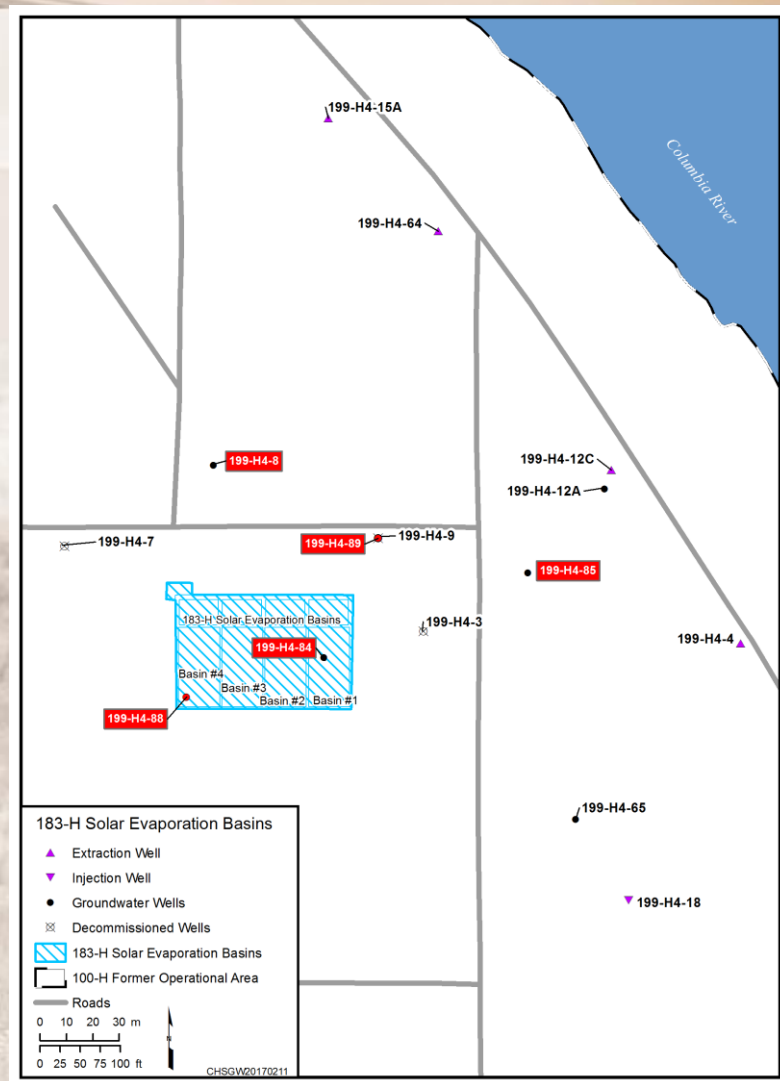 199-H4-15A
Columbia River
199-H4-64
199-H4-8
199-H4-12C
199-H4-12A
199-H4-7
199-H4-89
199-H4-9
199-H4-85
183-H Solar Evaporation Basins
199-H4-3
199-H4-84
199-H4-4
Basin #4
Basin #3
Basin #2
Basin #1
199-H4-88
199-H4-65
199-H4-18
183-H Solar Evaporation Basins
Extraction Well
Injection Well
Groundwater Wells
Decommissioned Wells
183-H Solar Evaporation Basins
100-H Former Operational Area
Roads
0 10 20 30 m
0 25 50 75 100 ft
N
CHSGW20170211